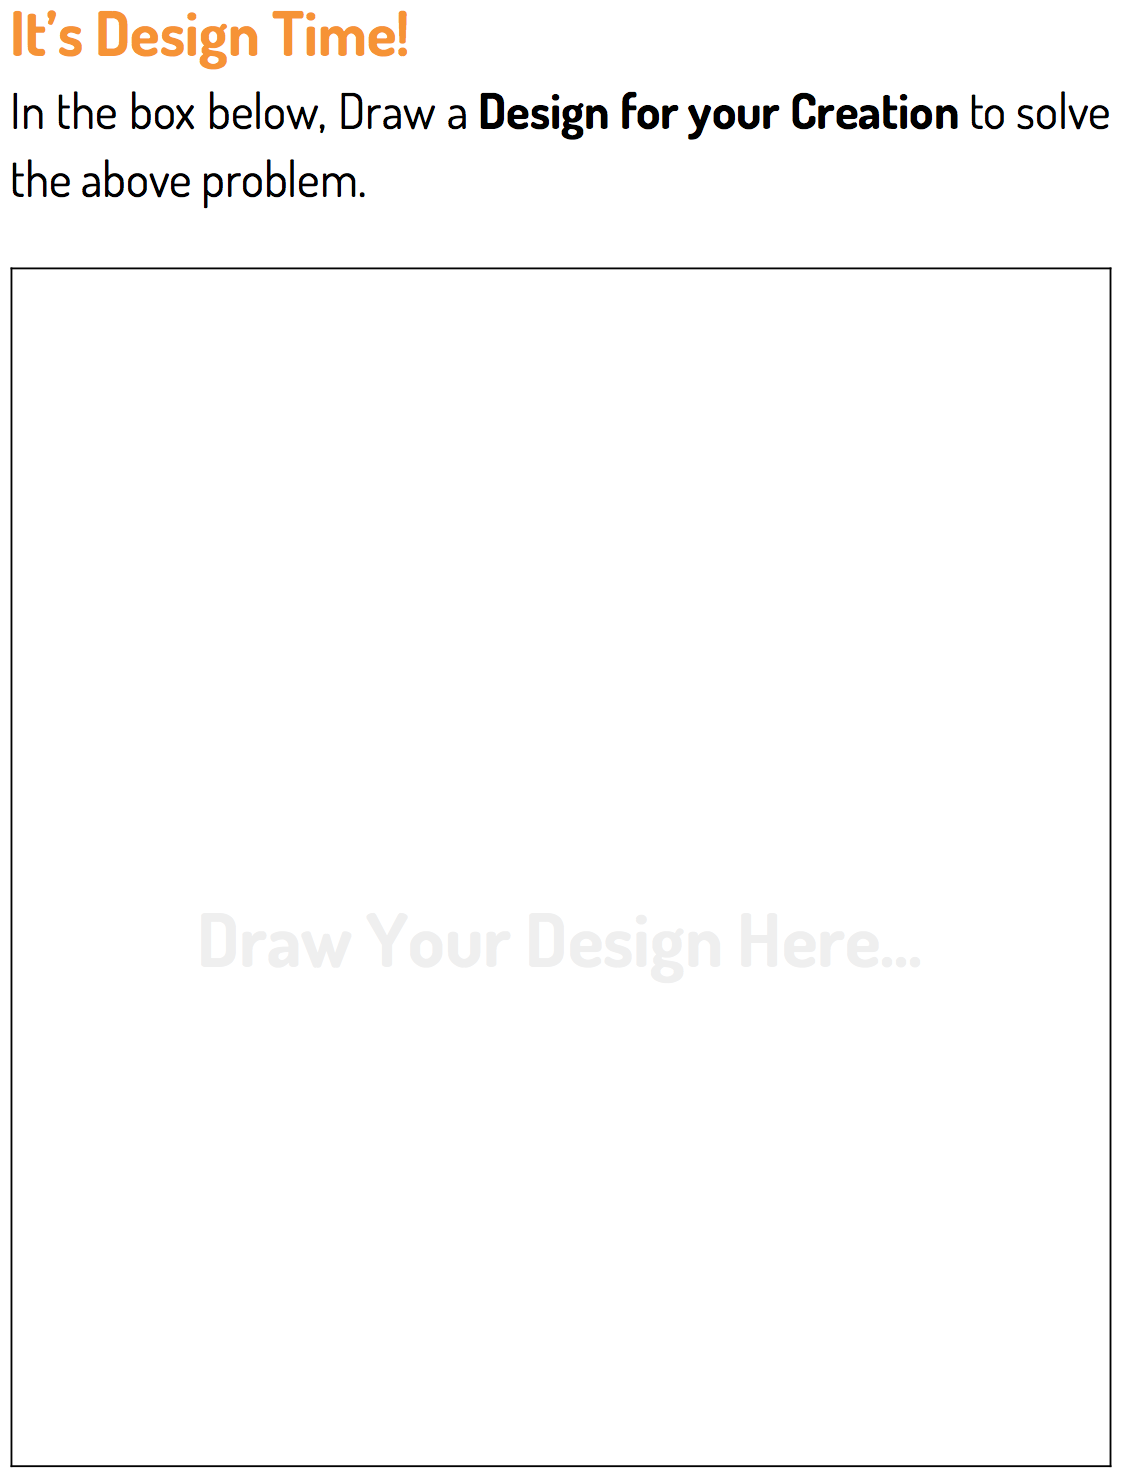 It's Design Time!
In the box below, Draw a Design for your Creation to solve
the above problem.
Draw Your Design Here...